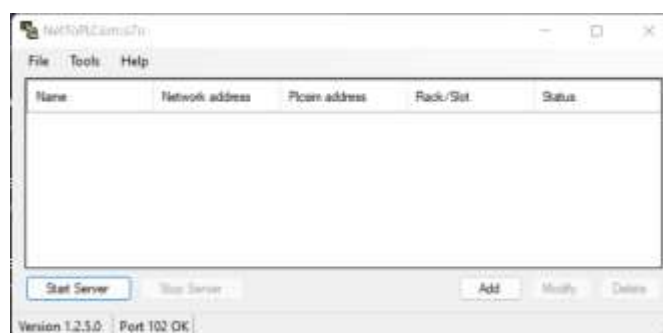 NetToPLCsim::s7o
File Tools Help
Name Network address Plcsim address Rack/Slot Status
Start Server Stop Server Add Modify Delete
Version 1.2.5.0 Port 102 OK